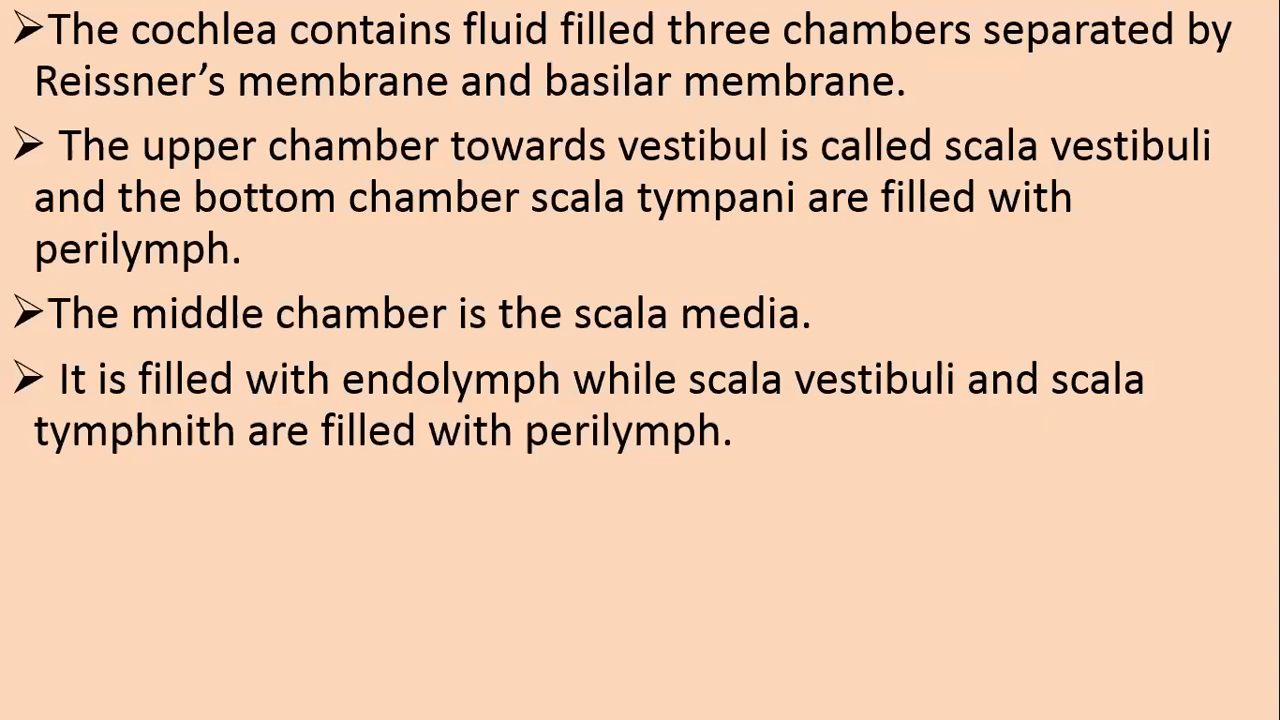 ➢The cochlea contains fluid filled three chambers separated by
Reissner’s membrane and basilar membrane.
➢ The upper chamber towards vestibul is called scala vestibuli
and the bottom chamber scala tympani are filled with
perilymph.
➢The middle chamber is the scala media.
➢ It is filled with endolymph while scala vestibuli and scala
tymphnith are filled with perilymph.